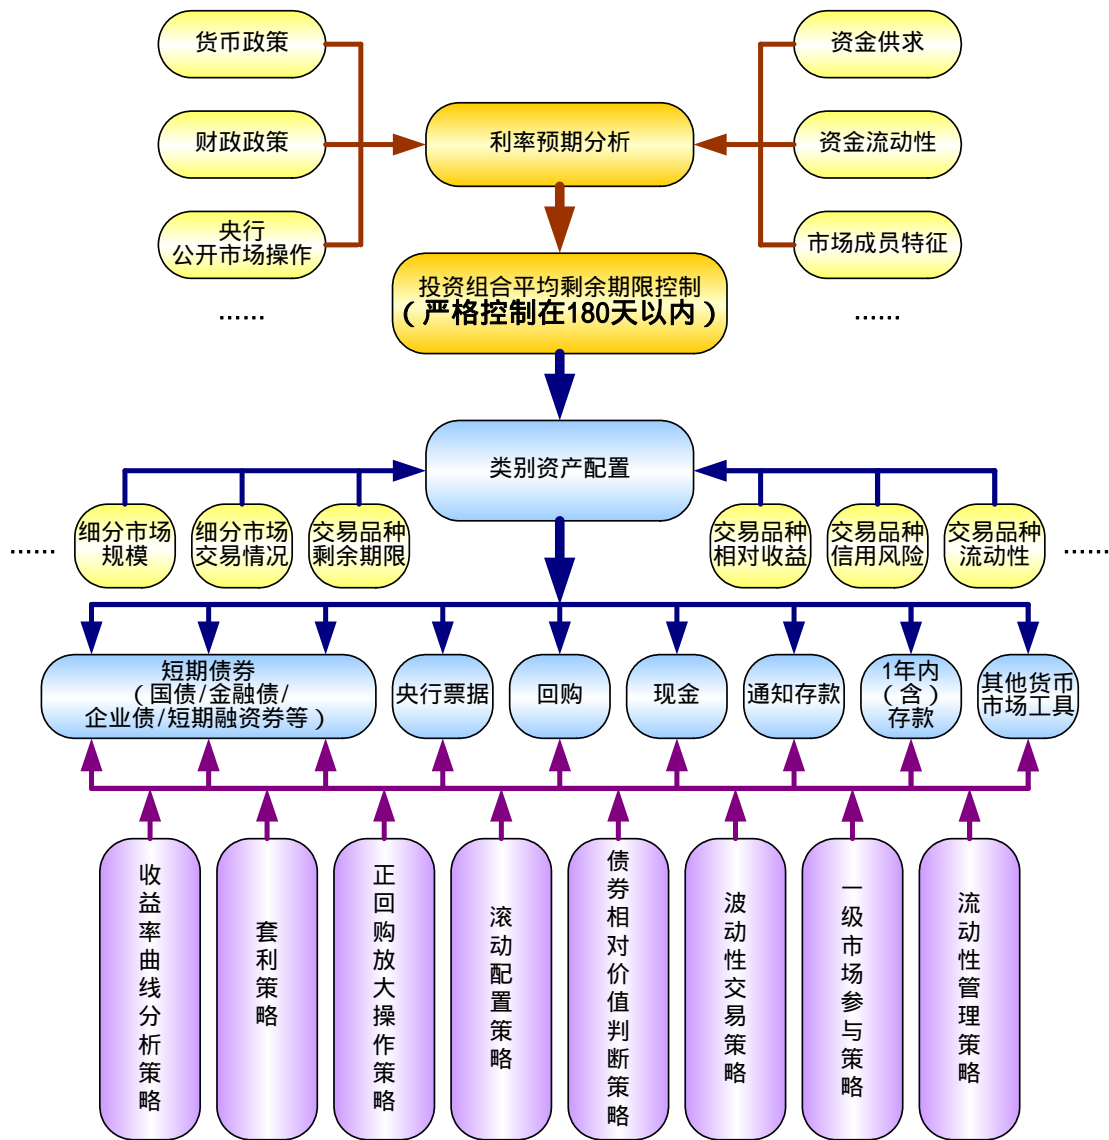 货币政策
资金供求
财政政策
利率预期分析
资金流动性
央行
公开市场操作
市场成员特征
投资组合平均剩余期限控制
（严格控制在180天以内）
......
......
类别资产配置
细分市场
规模
细分市场
交易情况
交易品种
剩余期限
交易品种
相对收益
交易品种
信用风险
交易品种
流动性
......
......
短期债券
（国债/金融债/
企业债/短期融资券等）
央行票据
回购
现金
通知存款
1年内
（含）
存款
其他货币
市场工具
收益率曲线分析策略
套利策略
正回购放大操作策略
滚动配置策略
债券相对价值判断策略
波动性交易策略
一级市场参与策略
流动性管理策略